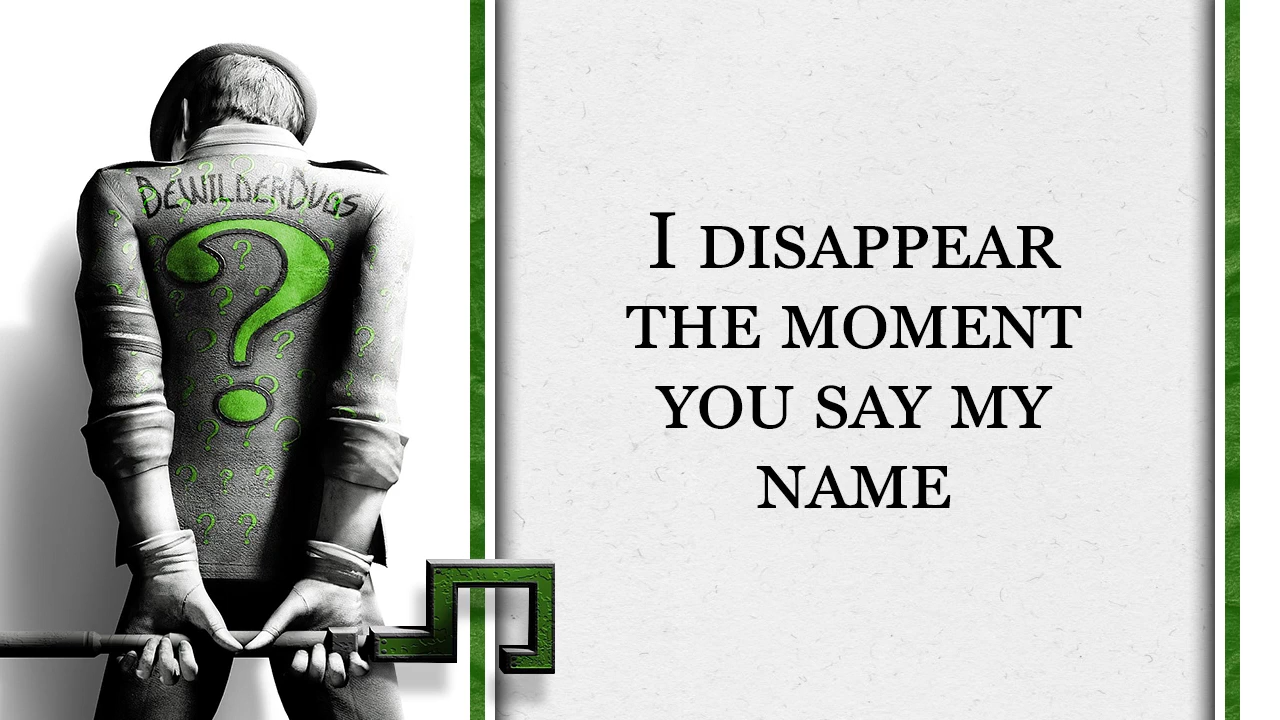 BEWILDERBUGS
?
I DISAPPEAR
THE MOMENT
YOU SAY MY
NAME